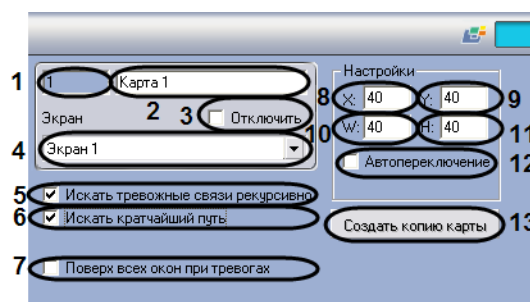 1 1 Карта 1
Экран 2 3 Отключить
4 Экран 1
5 Искать тревожные связи рекурсивно
6 Искать кратчайший путь
7 Поверх всех окон при тревогах
Настройки
8 X: 40 Y: 40 9
10 W: 40 H: 40 11
Автопереключение 12
Создать копию карты 13